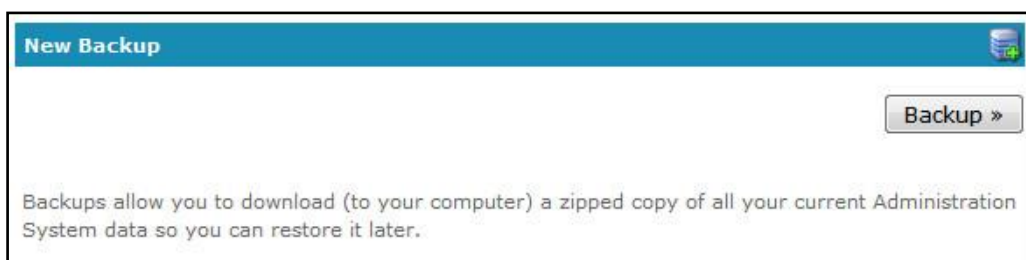 New Backup
Backup »
Backups allow you to download (to your computer) a zipped copy of all your current Administration
System data so you can restore it later.